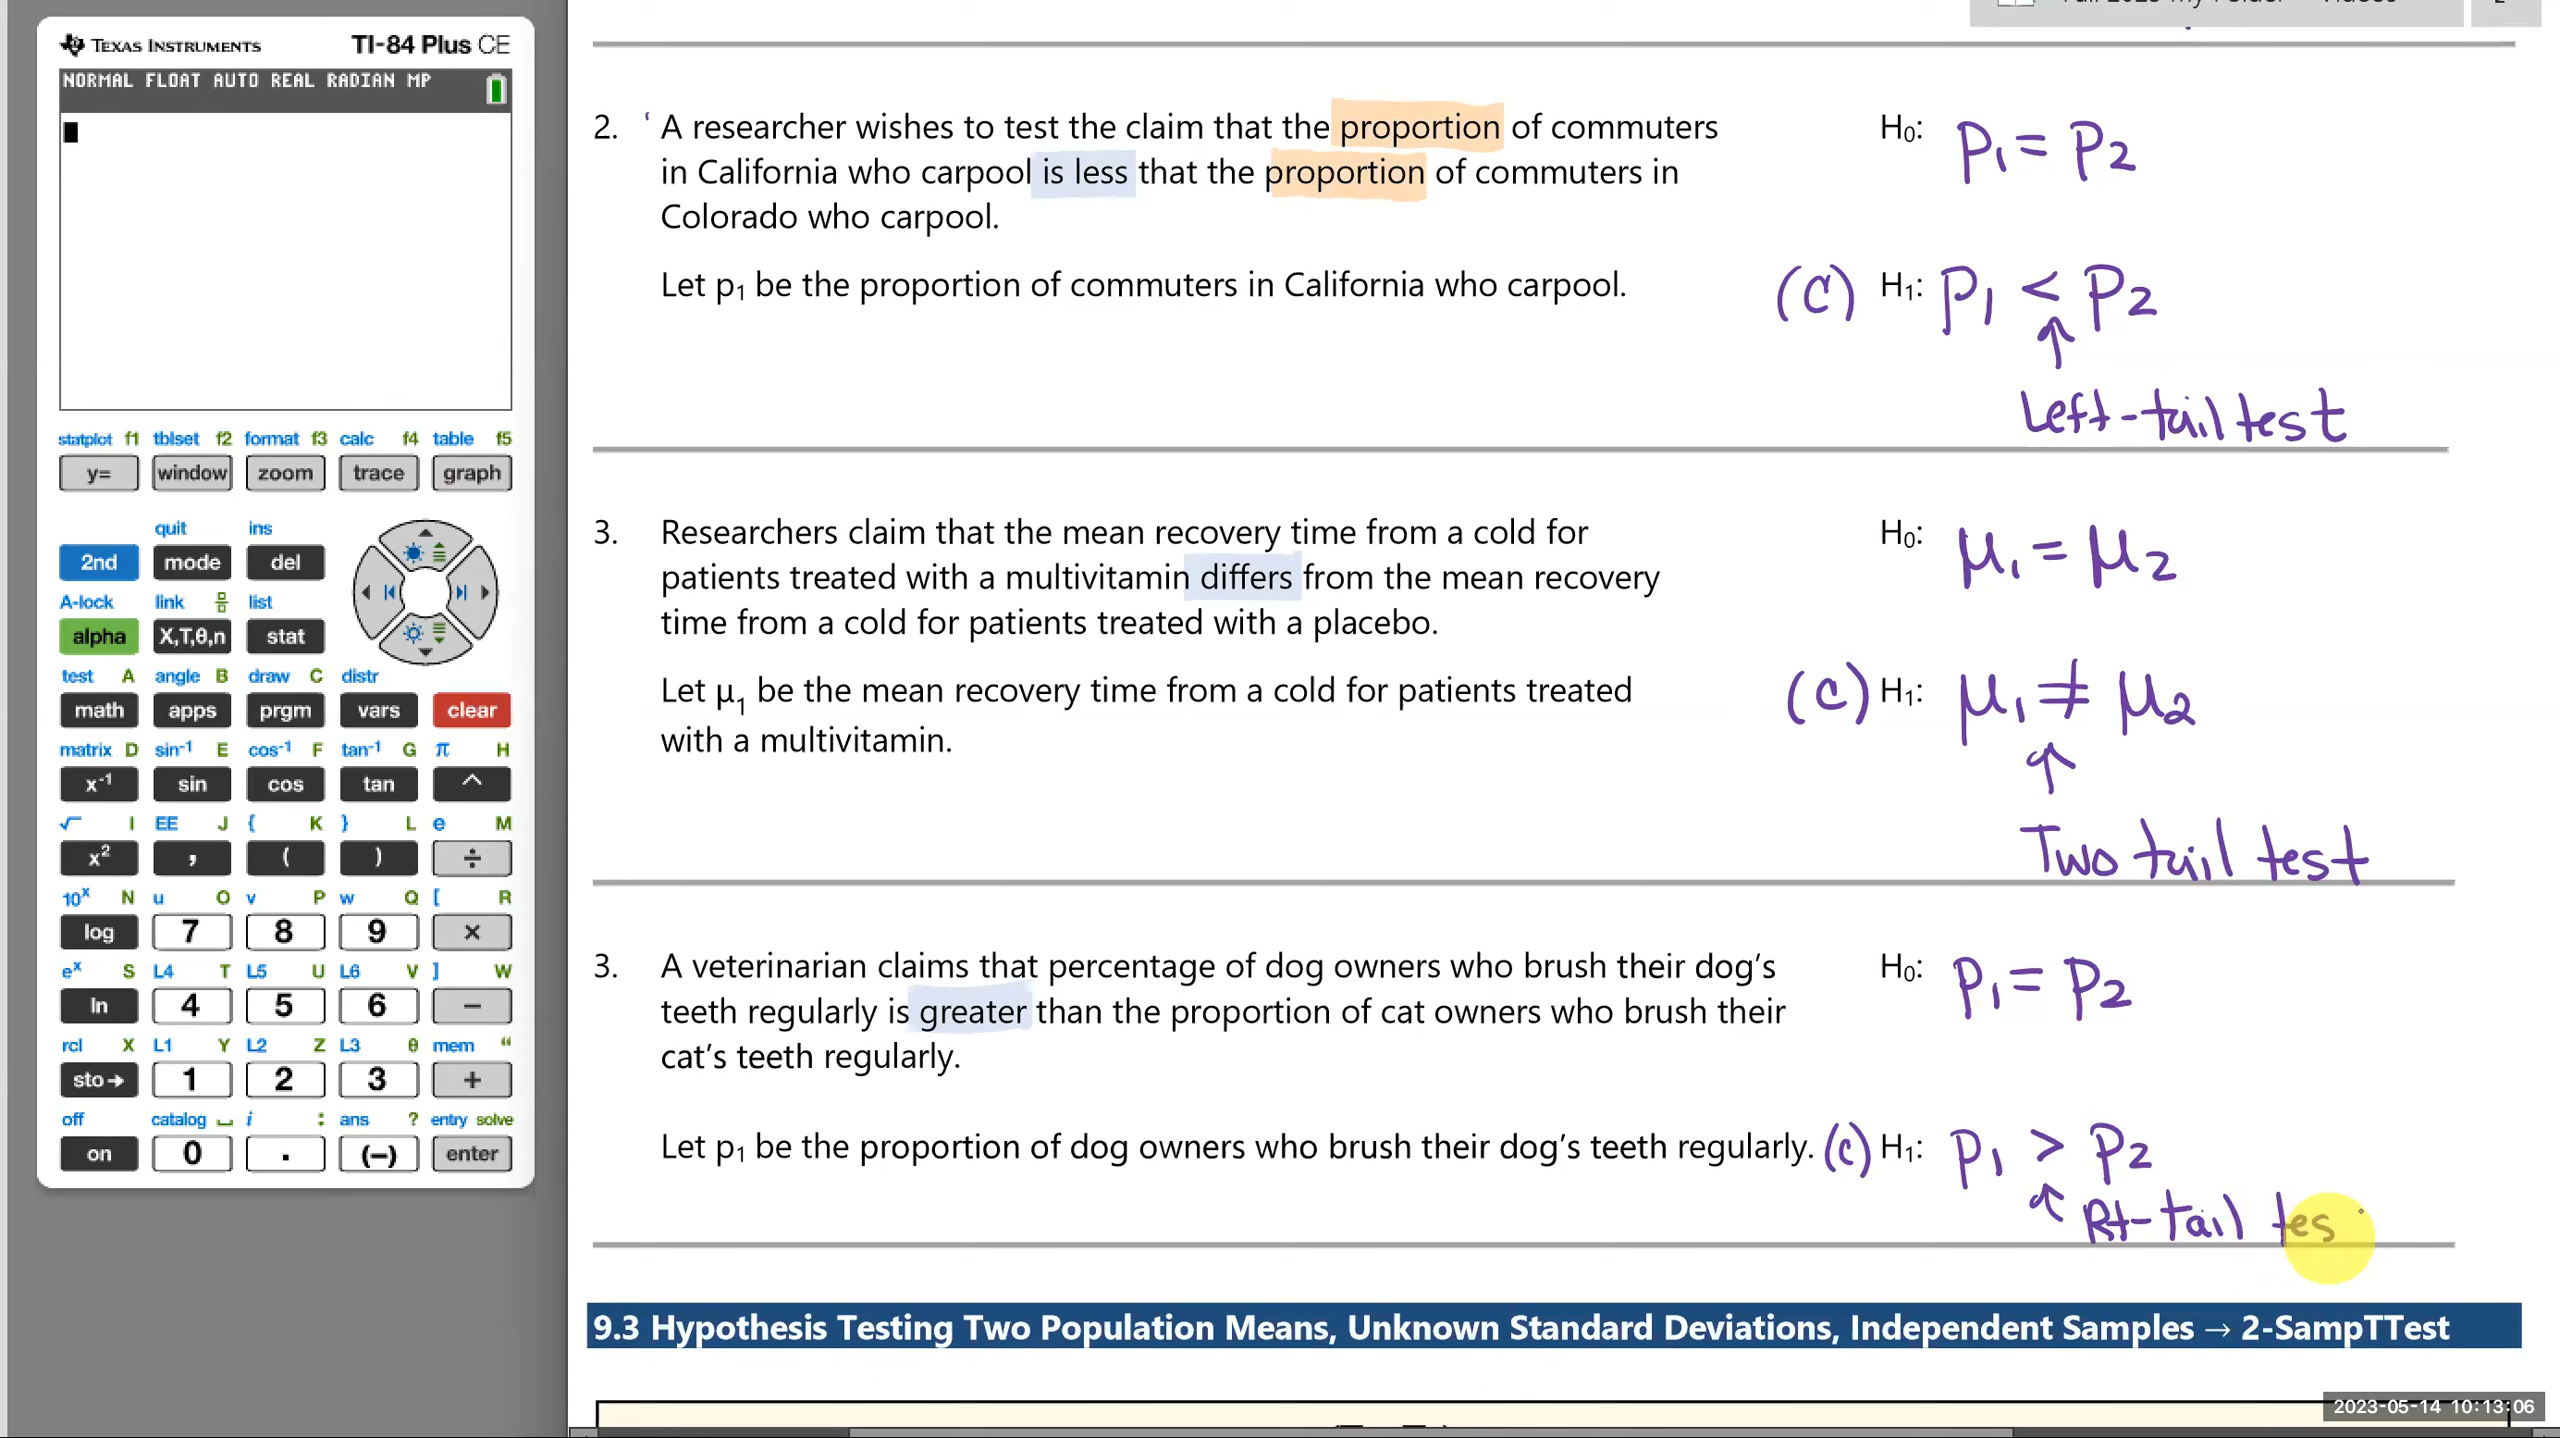 TEXAS INSTRUMENTS TI-84 Plus CE
NORMAL FLOAT AUTO REAL RADIAN MP
statplot f1 tblset f2 format f3 calc f4 table f5
y= window zoom trace graph
quit ins
2nd mode del
A-lock link list
alpha X,T,θ,n stat
test A angle B draw C distr
math apps prgm vars clear
matrix D sin⁻¹ E cos⁻¹ F tan⁻¹ G π H
x⁻¹ sin cos tan ^
√ I EE J { K } L e M
x² , ( ) ÷
10ˣ N u O v P w Q [ R
log 7 8 9 ×
eˣ S L4 T L5 U L6 V ] W
ln 4 5 6 −
rcl X L1 Y L2 Z L3 θ mem "
sto→ 1 2 3 +
off catalog i : ans ? entry solve
on 0 . (−) enter
2. A researcher wishes to test the claim that the proportion of commuters
in California who carpool is less that the proportion of commuters in
Colorado who carpool.
Let p₁ be the proportion of commuters in California who carpool.
H₀: p₁ = p₂
(C) H₁: p₁ < p₂
↑
Left-tail test
3. Researchers claim that the mean recovery time from a cold for
patients treated with a multivitamin differs from the mean recovery
time from a cold for patients treated with a placebo.
Let μ₁ be the mean recovery time from a cold for patients treated
with a multivitamin.
H₀: μ₁ = μ₂
(C) H₁: μ₁ ≠ μ₂
↑
Two tail test
3. A veterinarian claims that percentage of dog owners who brush their dog's
teeth regularly is greater than the proportion of cat owners who brush their
cat's teeth regularly.
Let p₁ be the proportion of dog owners who brush their dog's teeth regularly.
H₀: p₁ = p₂
(C) H₁: p₁ > p₂
↑ Rt-tail tes
9.3 Hypothesis Testing Two Population Means, Unknown Standard Deviations, Independent Samples → 2-SampTTest
2023-05-14 10:13:06